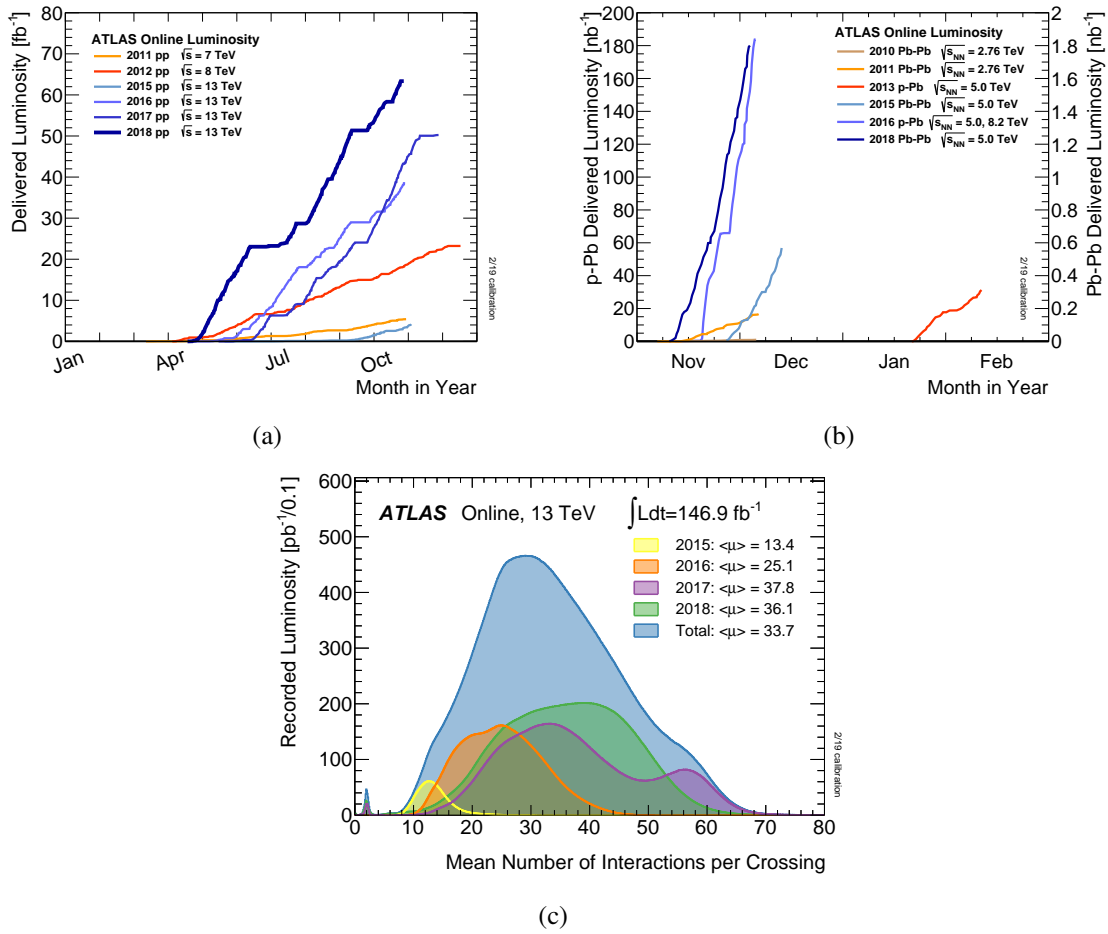 ATLAS Online Luminosity
2011 pp √s = 7 TeV
2012 pp √s = 8 TeV
2015 pp √s = 13 TeV
2016 pp √s = 13 TeV
2017 pp √s = 13 TeV
2018 pp √s = 13 TeV
Delivered Luminosity [fb⁻¹]
80
70
60
50
40
30
20
10
0
Jan Apr Jul Oct
Month in Year
2/19 calibration
(a)
ATLAS Online Luminosity
2010 Pb-Pb √sNN = 2.76 TeV
2011 Pb-Pb √sNN = 2.76 TeV
2013 p-Pb √sNN = 5.0 TeV
2015 Pb-Pb √sNN = 5.0 TeV
2016 p-Pb √sNN = 5.0, 8.2 TeV
2018 Pb-Pb √sNN = 5.0 TeV
p-Pb Delivered Luminosity [nb⁻¹]
200
180
160
140
120
100
80
60
40
20
0
Pb-Pb Delivered Luminosity [nb⁻¹]
2
1.8
1.6
1.4
1.2
1
0.8
0.6
0.4
0.2
0
Nov Dec Jan Feb
Month in Year
2/19 calibration
(b)
ATLAS Online, 13 TeV ∫Ldt=146.9 fb⁻¹
2015: <μ> = 13.4
2016: <μ> = 25.1
2017: <μ> = 37.8
2018: <μ> = 36.1
Total: <μ> = 33.7
Recorded Luminosity [pb⁻¹/0.1]
600
500
400
300
200
100
0
0 10 20 30 40 50 60 70 80
Mean Number of Interactions per Crossing
2/19 calibration
(c)